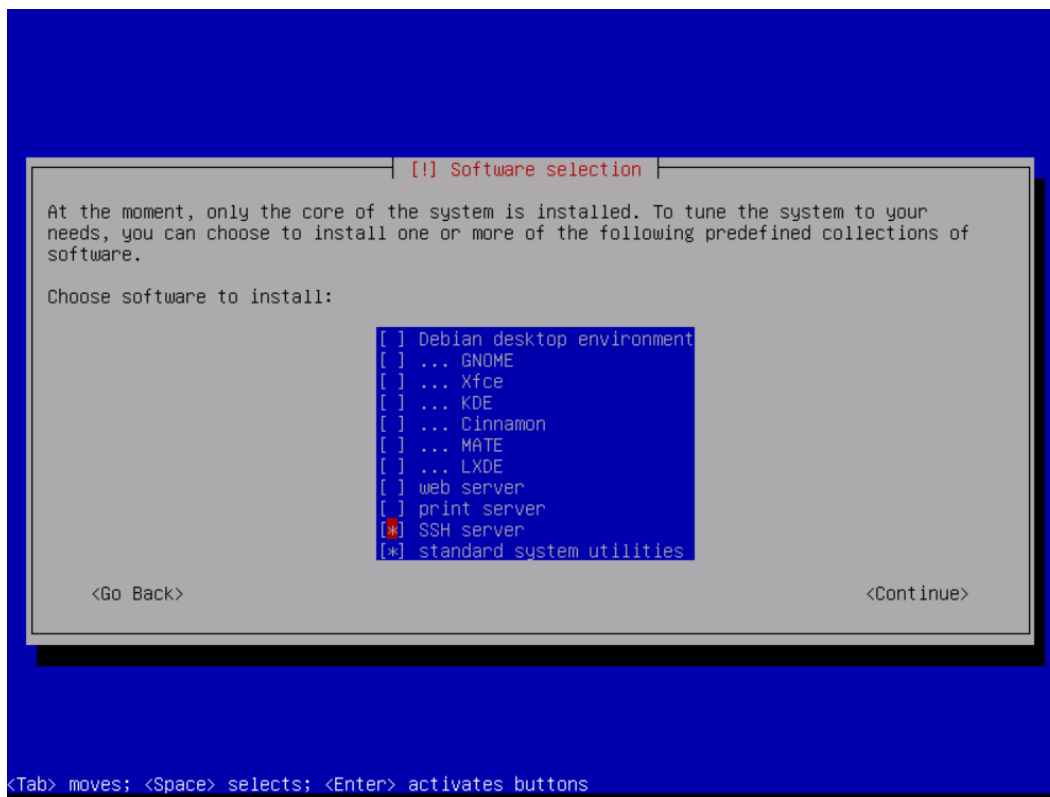 [!] Software selection
At the moment, only the core of the system is installed. To tune the system to your
needs, you can choose to install one or more of the following predefined collections of
software.
Choose software to install:
[ ] Debian desktop environment
[ ] ... GNOME
[ ] ... Xfce
[ ] ... KDE
[ ] ... Cinnamon
[ ] ... MATE
[ ] ... LXDE
[ ] web server
[ ] print server
[*] SSH server
[*] standard system utilities
<Go Back> <Continue>
<Tab> moves; <Space> selects; <Enter> activates buttons